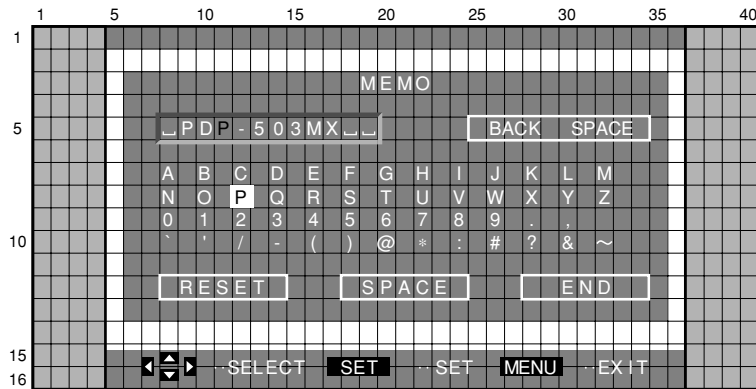 1 5 10 15 20 25 30 35 40
1
MEMO
5 ⎵PDP-503MX⎵⎵ BACK SPACE
A B C D E F G H I J K L M
N O P Q R S T U V W X Y Z
0 1 2 3 4 5 6 7 8 9 . ,
10 ` ' / - ( ) @ * : # ? & ~
RESET SPACE END
15 ··SELECT SET ··SET MENU ··EXIT
16